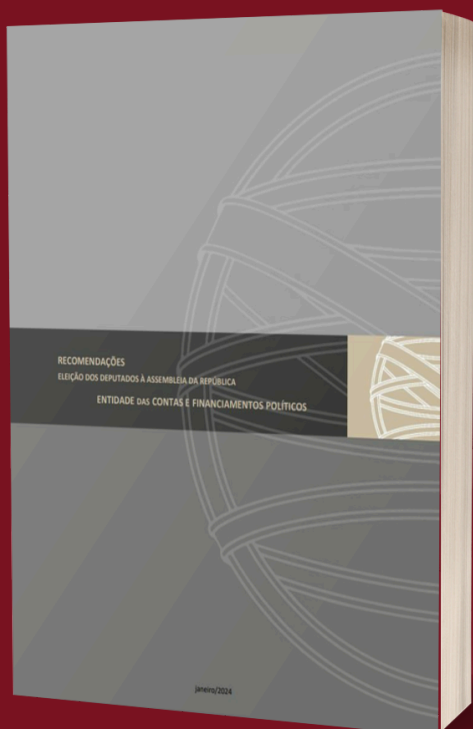 RECOMENDAÇÕES
ELEIÇÃO DOS DEPUTADOS À ASSEMBLEIA DA REPÚBLICA
ENTIDADE DAS CONTAS E FINANCIAMENTOS POLÍTICOS
janeiro/2024